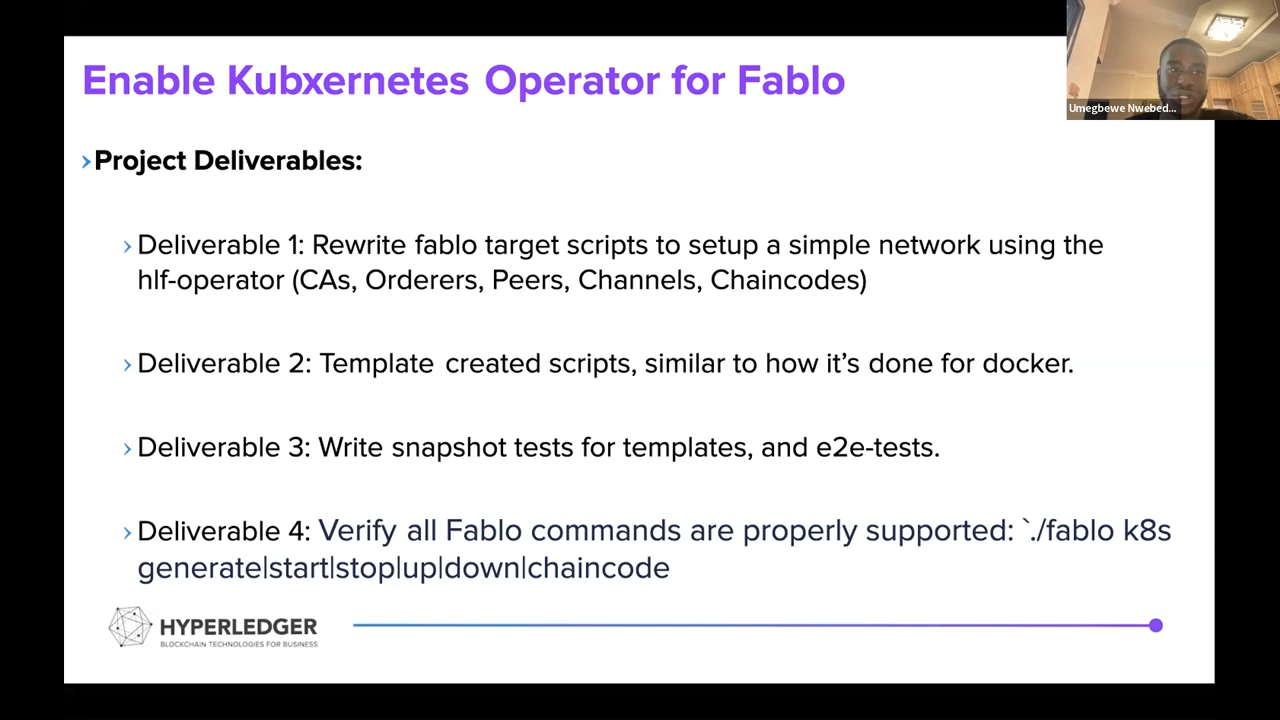 Enable Kubxernetes Operator for Fablo
Umegbewe Nwebed...
›Project Deliverables:
› Deliverable 1: Rewrite fablo target scripts to setup a simple network using the
hlf-operator (CAs, Orderers, Peers, Channels, Chaincodes)
› Deliverable 2: Template created scripts, similar to how it’s done for docker.
› Deliverable 3: Write snapshot tests for templates, and e2e-tests.
› Deliverable 4: Verify all Fablo commands are properly supported: `./fablo k8s
generate|start|stop|up|down|chaincode
HYPERLEDGER
BLOCKCHAIN TECHNOLOGIES FOR BUSINESS